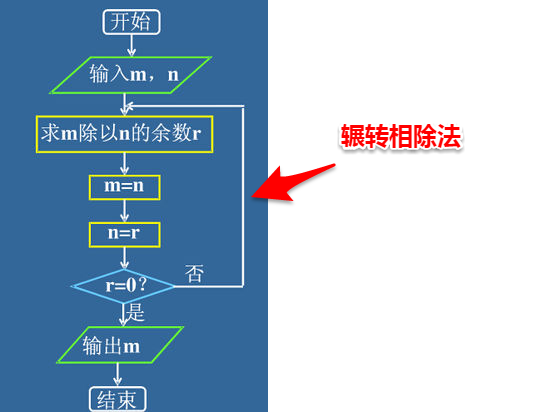 开始
输入m，n
求m除以n的余数r
辗转相除法
m=n
n=r
r=0?
否
是
输出m
结束